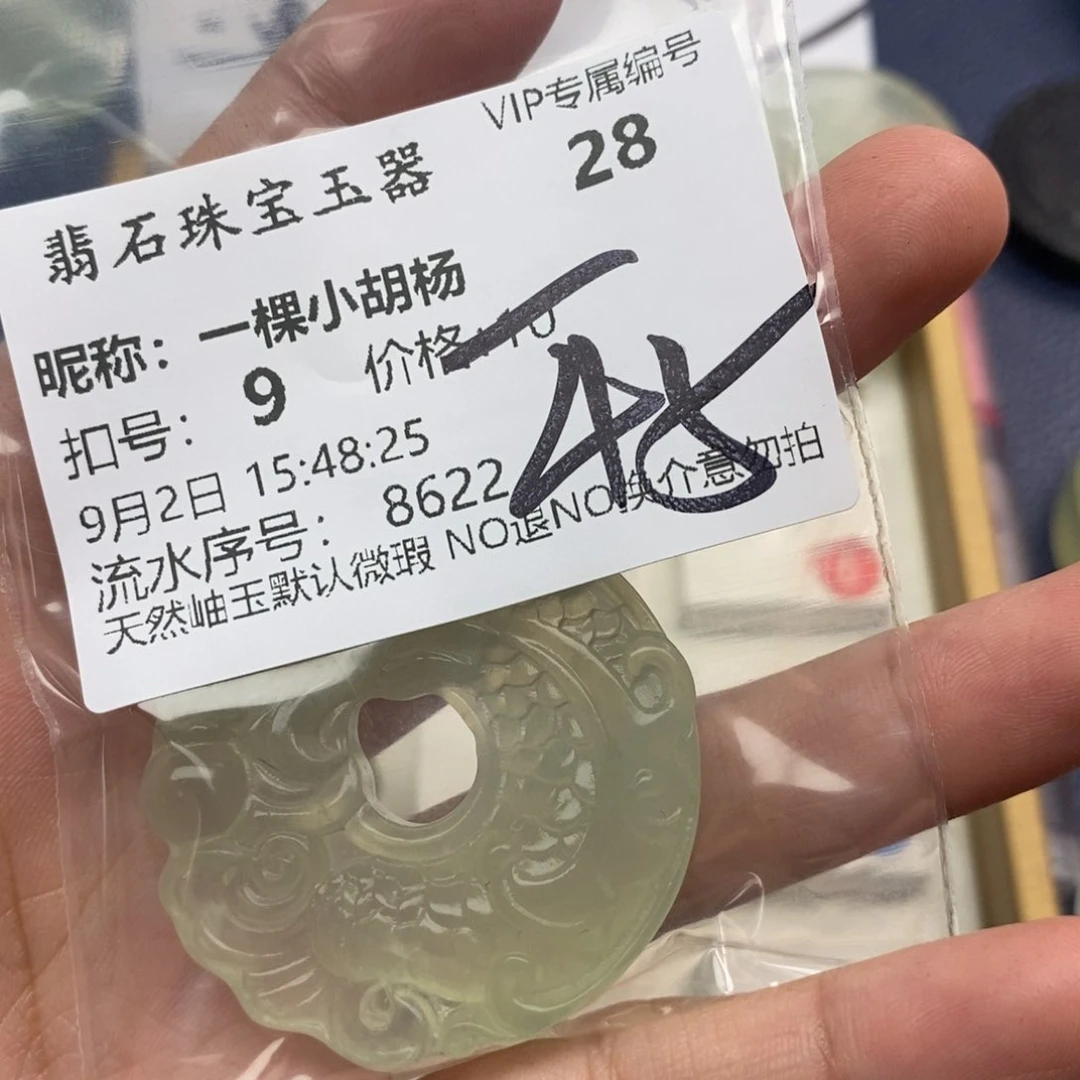 VIP专属编号
28
翡石珠宝玉器
昵称：一棵小胡杨
扣号：9 价格
9月2日 15:48:25
流水序号：8622
天然岫玉默认微瑕 NO退NO换介意勿拍